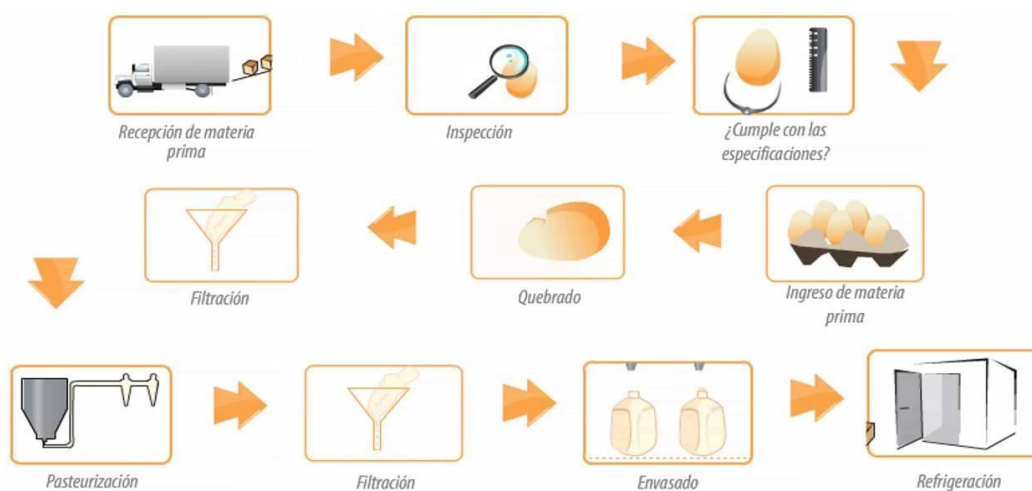 Recepción de materia
prima
Inspección
¿Cumple con las
especificaciones?
Ingreso de materia
prima
Quebrado
Filtración
Pasteurización
Filtración
Envasado
Refrigeración